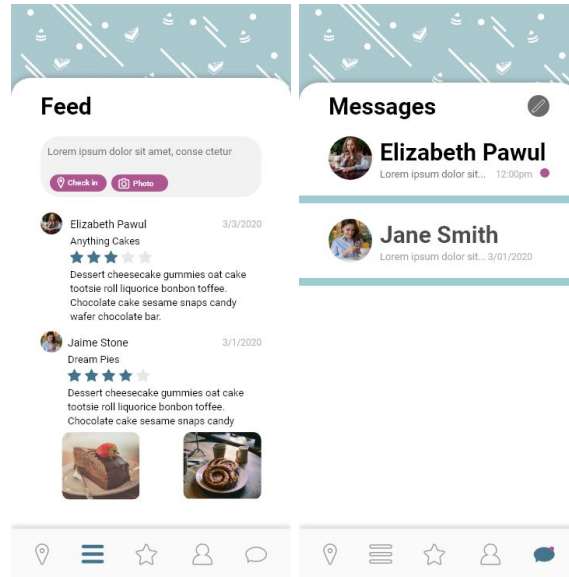 Feed
Lorem ipsum dolor sit amet, conse ctetur
Check in
Photo
Elizabeth Pawul
3/3/2020
Anything Cakes
Dessert cheesecake gummies oat cake
tootsie roll liquorice bonbon toffee.
Chocolate cake sesame snaps candy
wafer chocolate bar.
Jaime Stone
3/1/2020
Dream Pies
Dessert cheesecake gummies oat cake
tootsie roll liquorice bonbon toffee.
Chocolate cake sesame snaps candy
Messages
Elizabeth Pawul
Lorem ipsum dolor sit... 12:00pm
Jane Smith
Lorem ipsum dolor sit... 3/01/2020